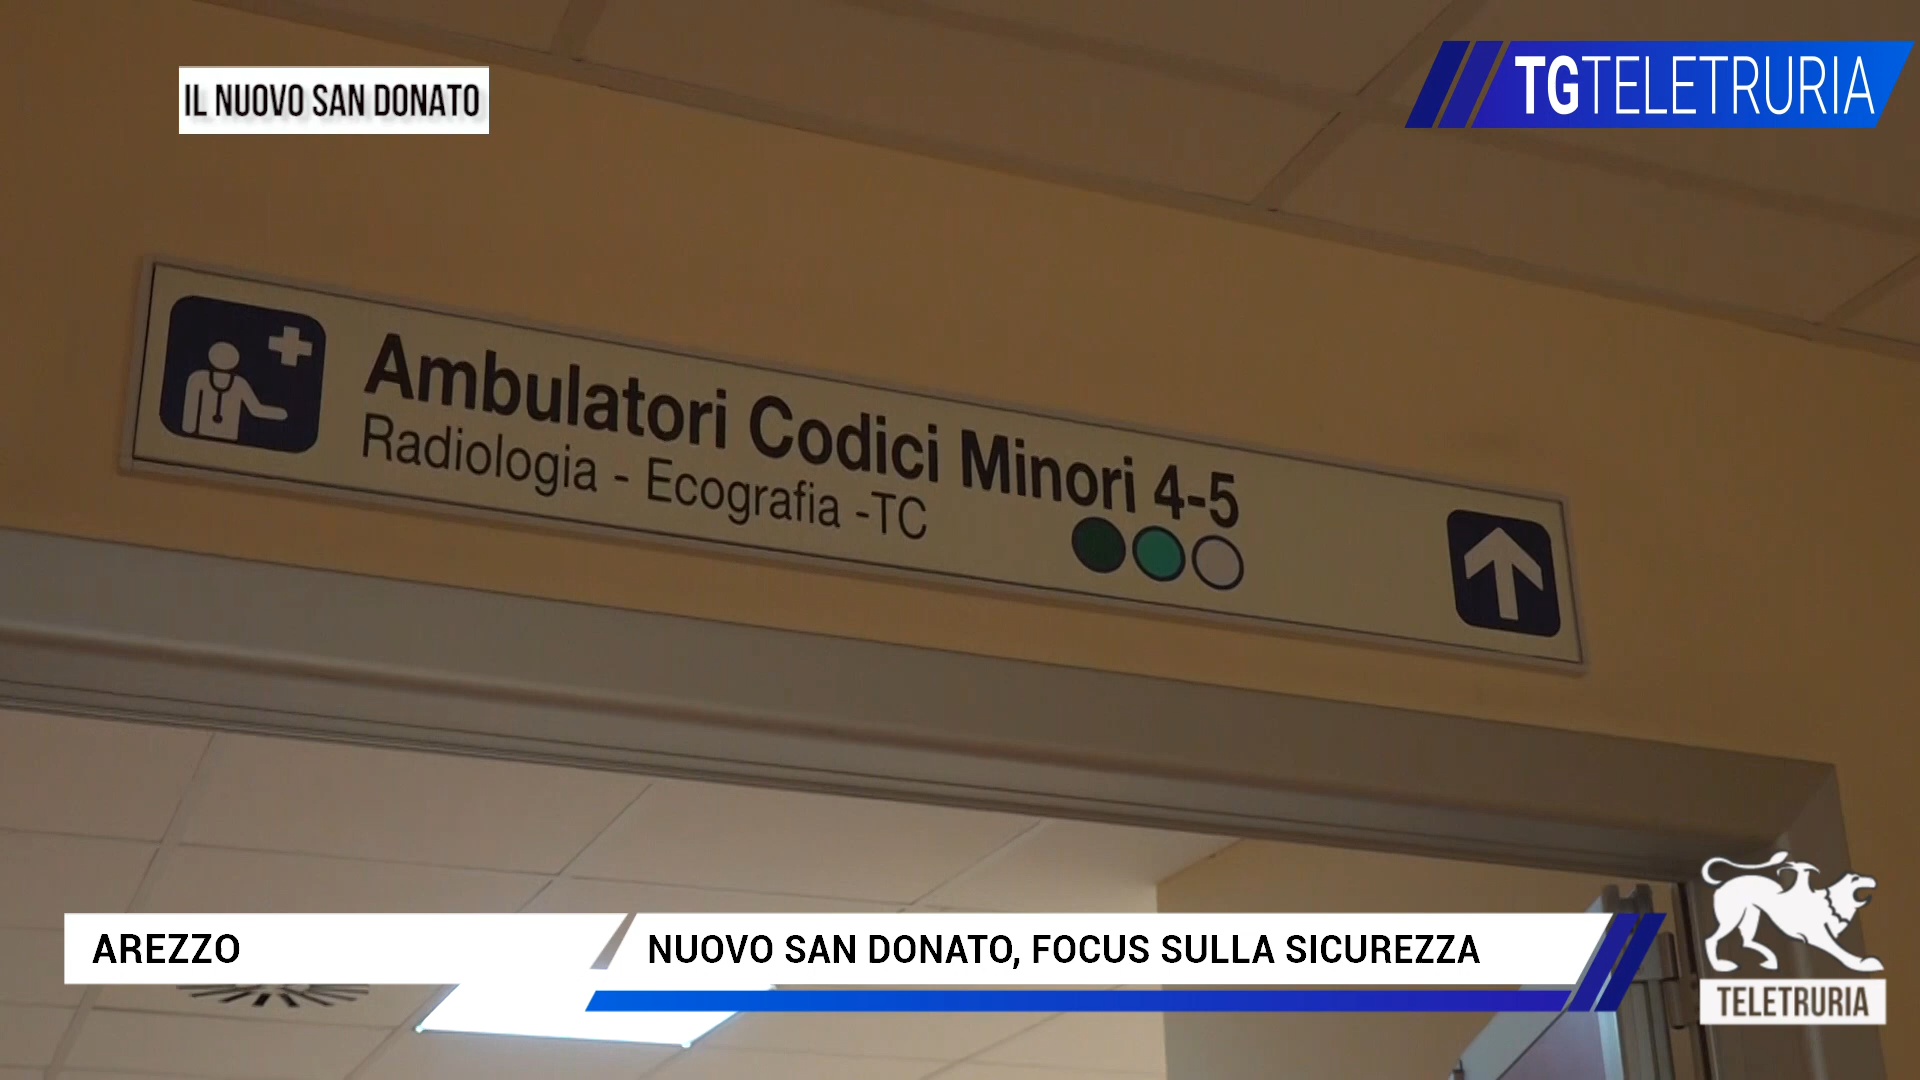 IL NUOVO SAN DONATO
TGTELETRURIA
Ambulatori Codici Minori 4-5
Radiologia - Ecografia -TC
AREZZO
NUOVO SAN DONATO, FOCUS SULLA SICUREZZA
TELETRURIA